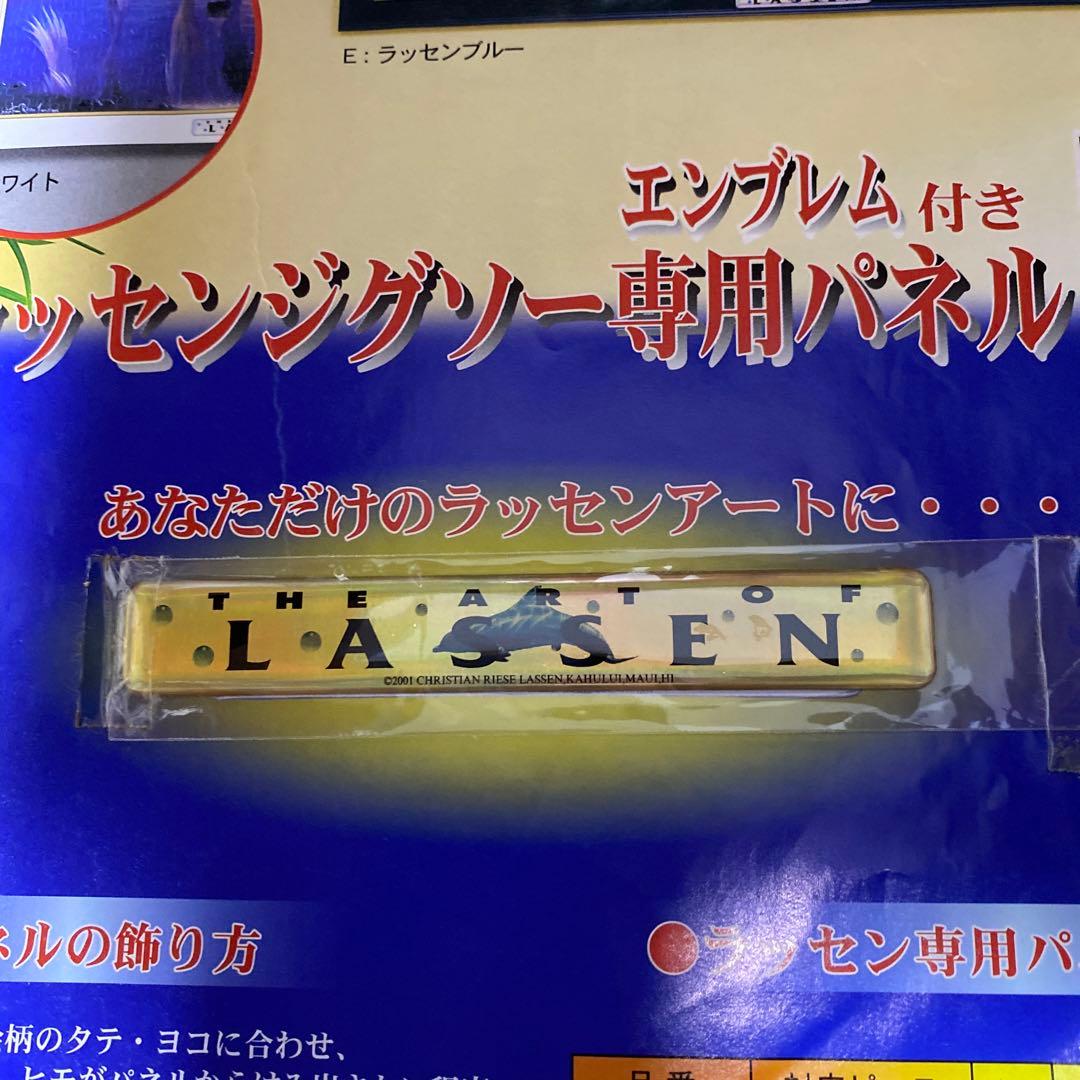 E：ラッセンブルー
ワイト
エンブレム付き
ッセンジグソー専用パネル
あなただけのラッセンアートに・・・
THE ART OF
LASSEN
©2001 CHRISTIAN RIESE LASSEN,KAHULUI,MAUI,HI
ネルの飾り方
●ラッセン専用パ
絵柄のタテ・ヨコに合わせ、